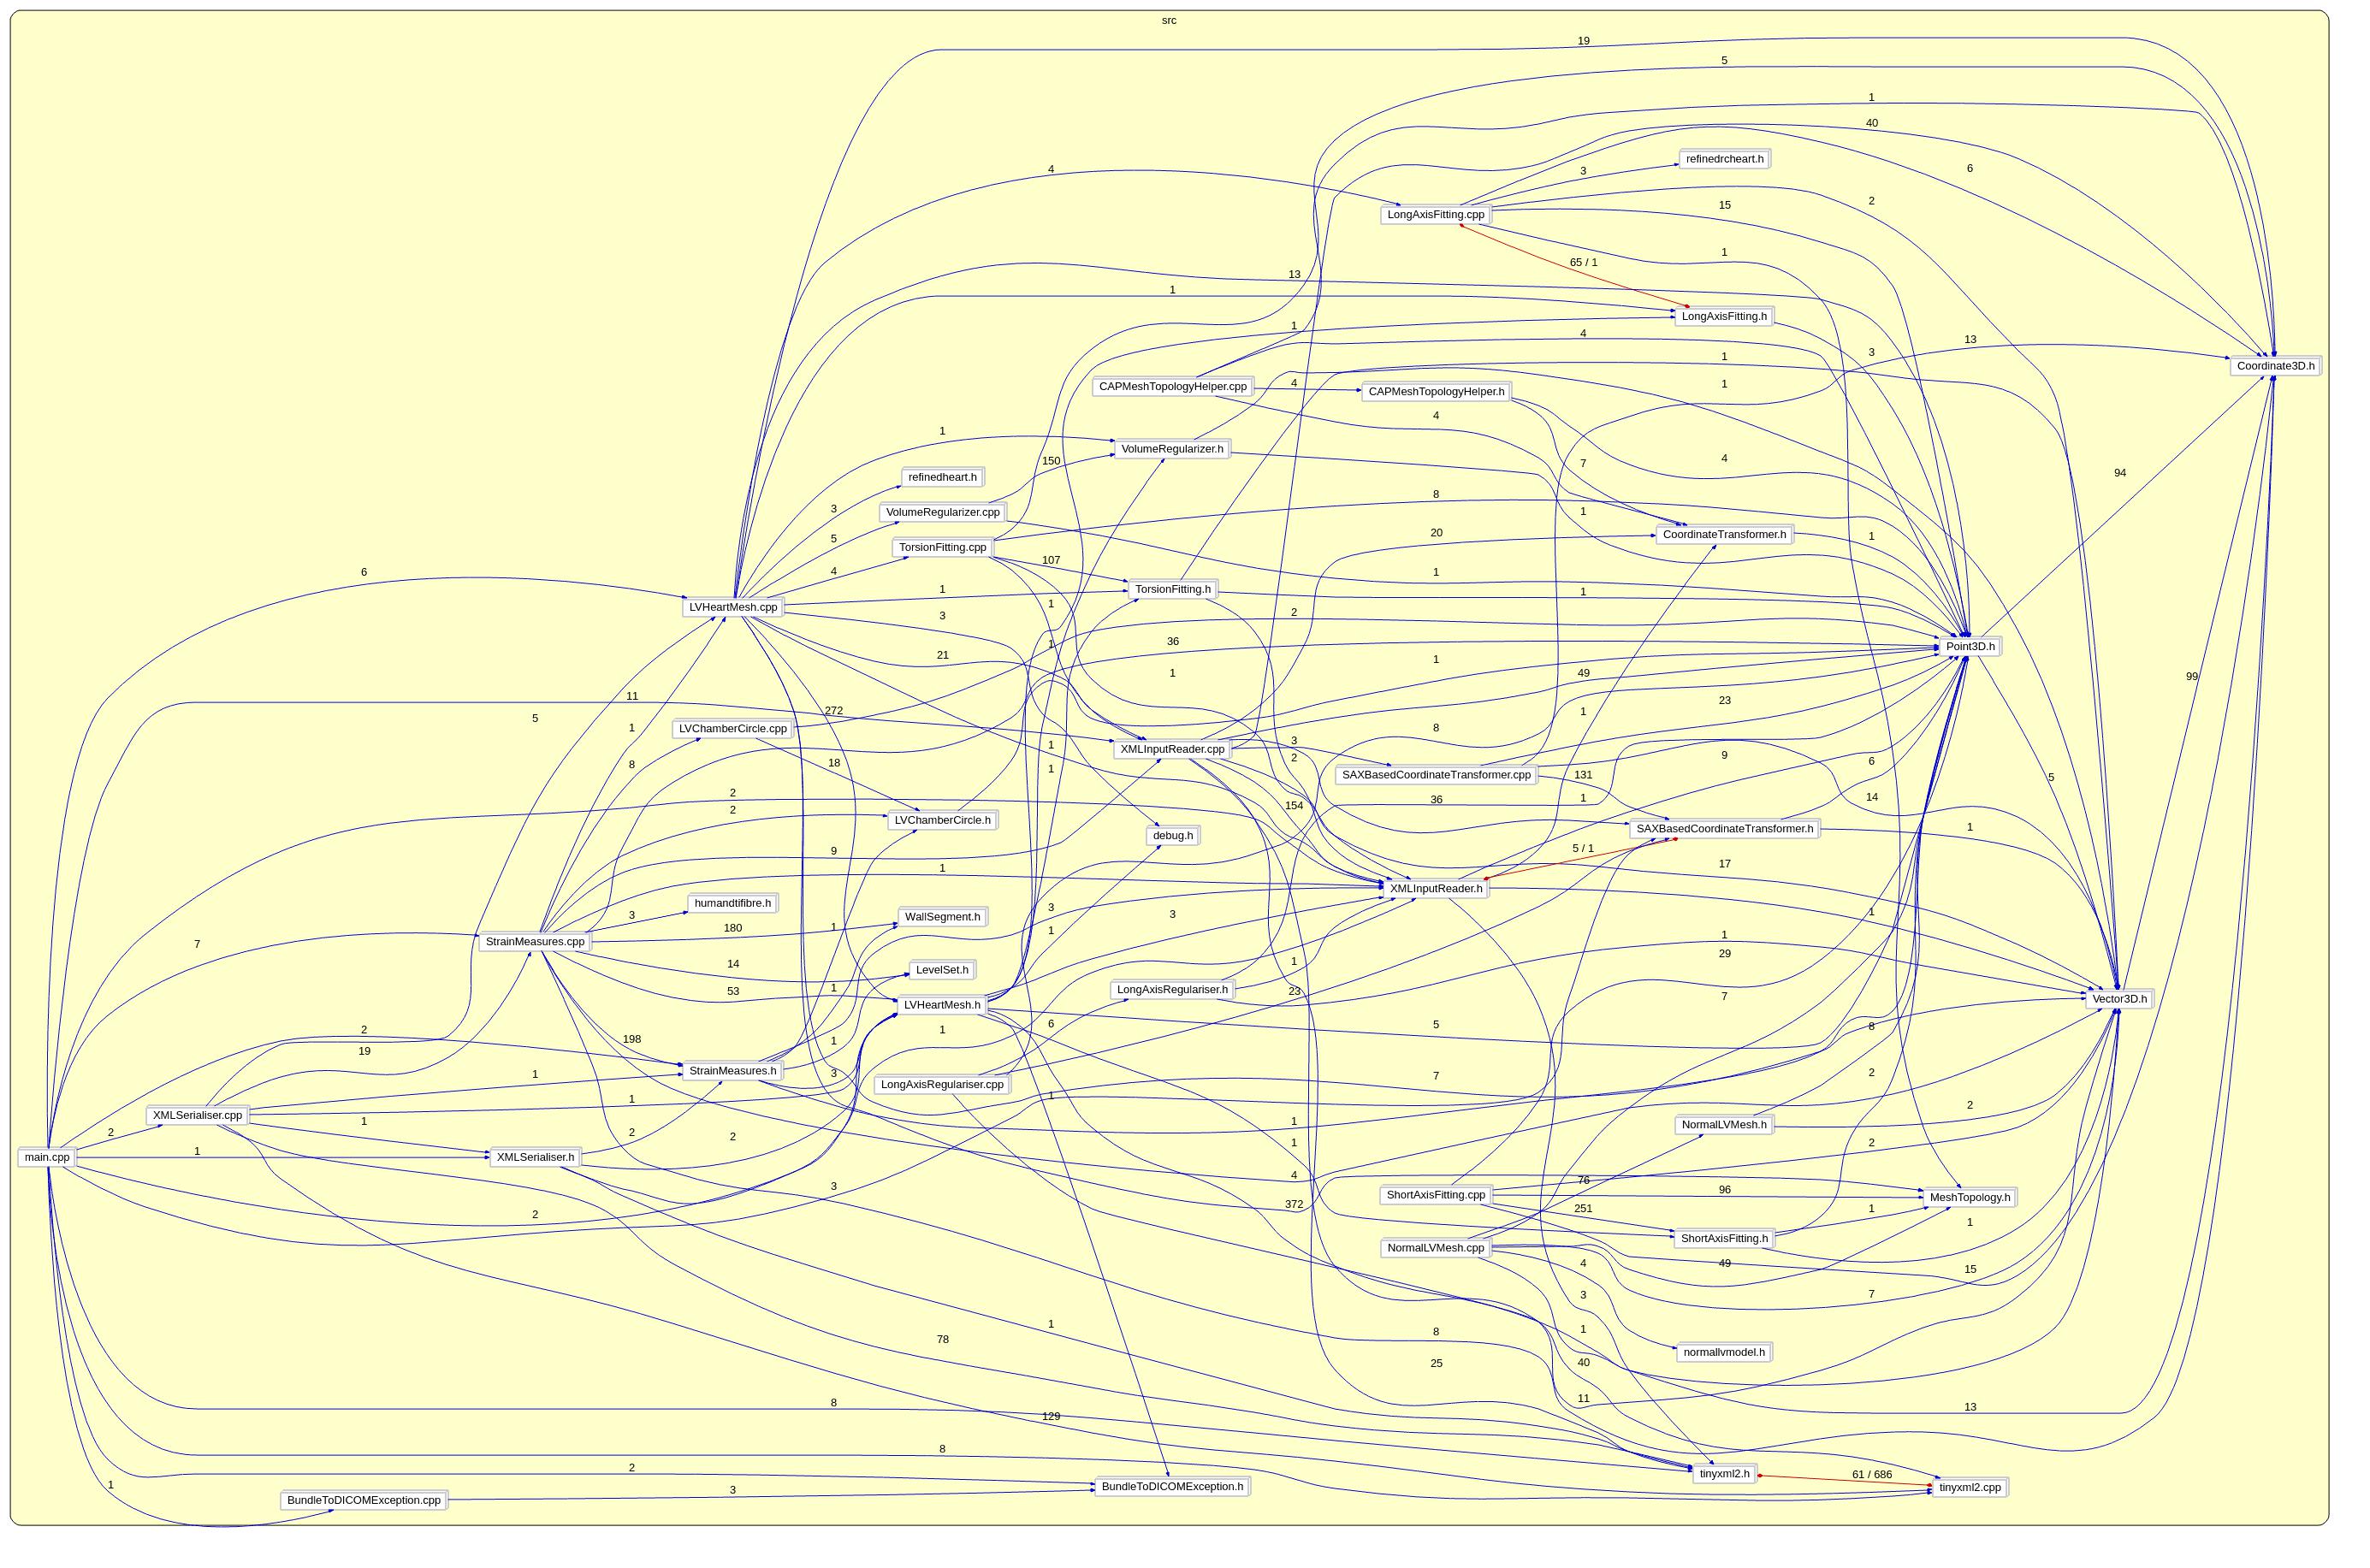 src
19
5
1
40
refinedrcheart.h
4
3
6
LongAxisFitting.cpp
15
2
1
65 / 1
13
1
LongAxisFitting.h
1
4
1
3
13
Coordinate3D.h
CAPMeshTopologyHelper.cpp
4
CAPMeshTopologyHelper.h
1
4
1
VolumeRegularizer.h
150
7
4
94
refinedheart.h
3
VolumeRegularizer.cpp
8
1
5
TorsionFitting.cpp
20
CoordinateTransformer.h
1
107
4
1
6
1
TorsionFitting.h
1
LVHeartMesh.cpp
1
3
2
36
1
Point3D.h
21
1
1
49
99
11
5
272
23
1
LVChamberCircle.cpp
1
8
1
XMLInputReader.cpp
3
2
9
6
8
18
SAXBasedCoordinateTransformer.cpp
131
5
2
2
1
14
154
36
LVChamberCircle.h
debug.h
SAXBasedCoordinateTransformer.h
1
9
5 / 1
1
17
XMLInputReader.h
humandtifibre.h
3
3
3
1
WallSegment.h
180
1
1
7
StrainMeasures.cpp
1
29
14
LevelSet.h
1
53
1
LongAxisRegulariser.h
23
7
Vector3D.h
LVHeartMesh.h
2
1
6
5
8
198
1
19
StrainMeasures.h
3
7
2
1
LongAxisRegulariser.cpp
1
1
XMLSerialiser.cpp
1
1
2
NormalLVMesh.h
2
2
2
1
2
main.cpp
1
XMLSerialiser.h
4
76
3
ShortAxisFitting.cpp
96
MeshTopology.h
372
251
1
2
ShortAxisFitting.h
1
NormalLVMesh.cpp
4
49
15
3
7
1
8
1
78
normallvmodel.h
25
40
8
129
11
13
8
2
tinyxml2.h
61 / 686
1
3
BundleToDICOMException.h
tinyxml2.cpp
BundleToDICOMException.cpp